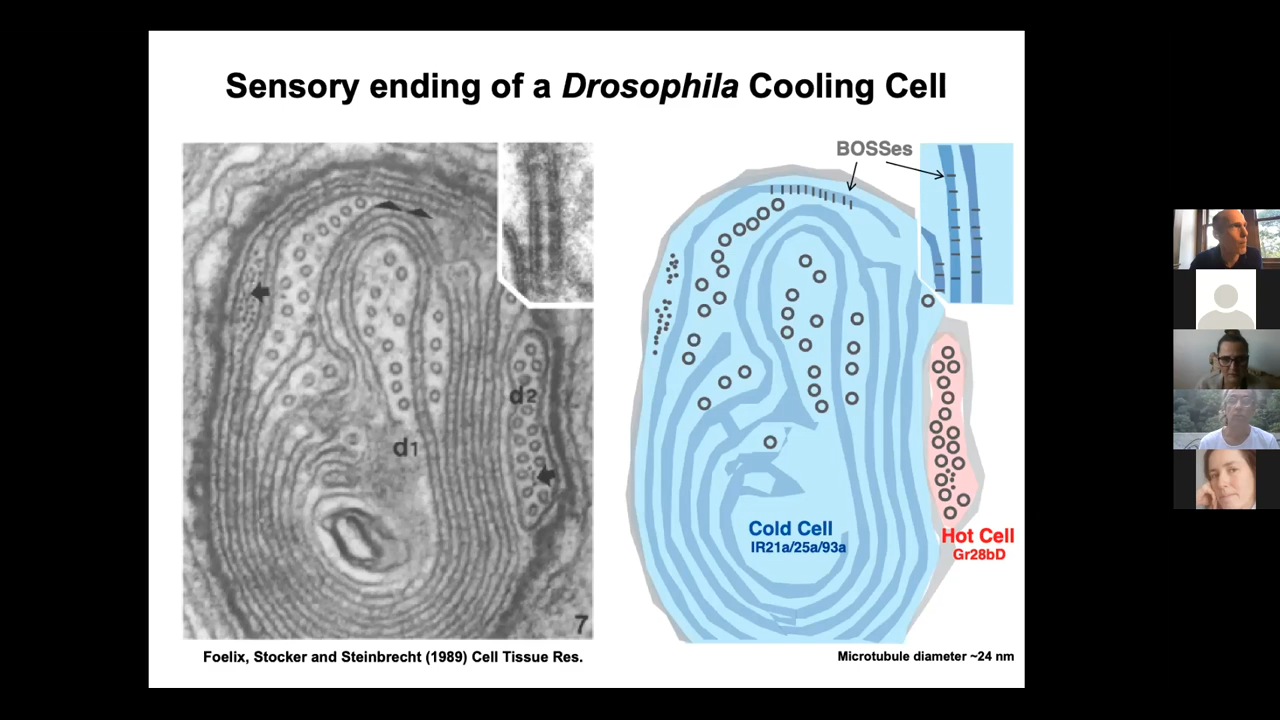 Sensory ending of a Drosophila Cooling Cell
d1
d2
7
BOSSes
Cold Cell
IR21a/25a/93a
Hot Cell
Gr28bD
Foelix, Stocker and Steinbrecht (1989) Cell Tissue Res.
Microtubule diameter ~24 nm